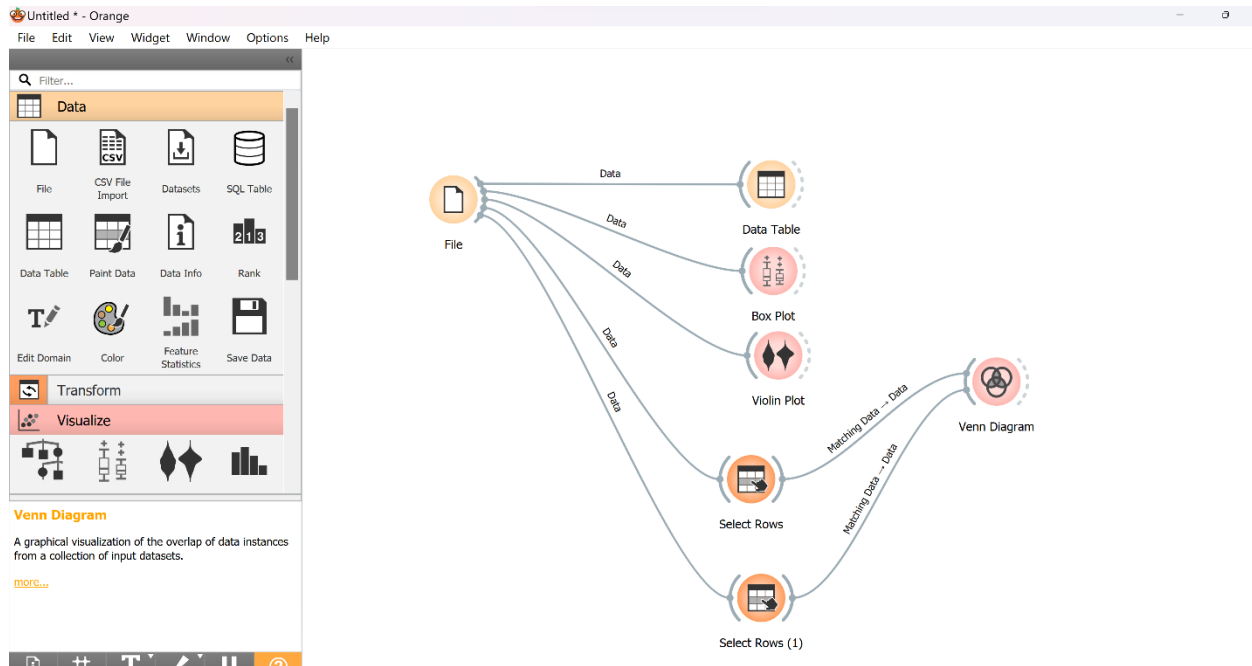 Untitled * - Orange
File Edit View Widget Window Options Help
Filter...
Data
File
CSV File
Import
Datasets
SQL Table
Data Table
Paint Data
Data Info
Rank
Edit Domain
Color
Feature
Statistics
Save Data
Transform
Visualize
Venn Diagram
A graphical visualization of the overlap of data instances
from a collection of input datasets.
more...
File
Data
Data
Data
Data
Data
Data Table
Box Plot
Violin Plot
Select Rows
Select Rows (1)
Matching Data → Data
Matching Data → Data
Venn Diagram